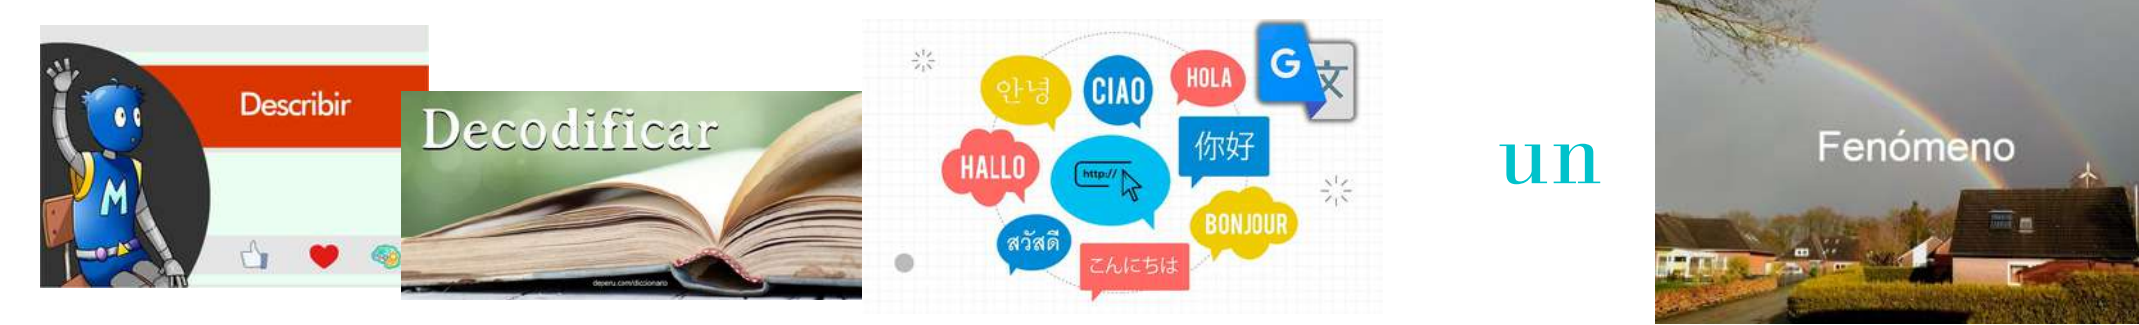 Describir
M
Decodificar
deperu.com/diccionario
안녕
CIAO
HOLA
G
文
HALLO
http://
你好
สวัสดี
こんにちは
BONJOUR
un
Fenómeno